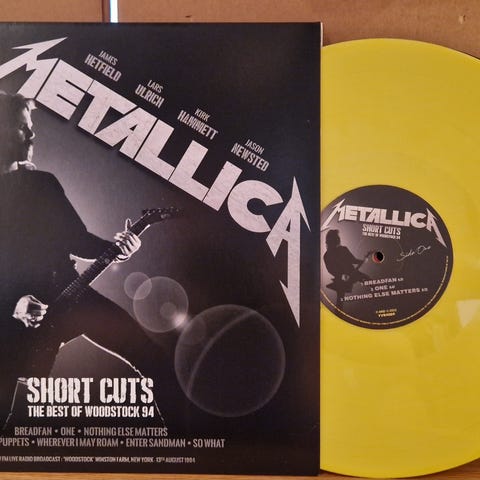 JAMES
HETFIELD
LARS
ULRICH
KIRK
HAMMETT
JASON
NEWSTED
METALLICA
SHORT CUTS
THE BEST OF WOODSTOCK 94
BREADFAN • ONE • NOTHING ELSE MATTERS
PUPPETS • WHEREVER I MAY ROAM • ENTER SANDMAN • SO WHAT
FM LIVE RADIO BROADCAST · 'WOODSTOCK' WINSTON FARM, NEW YORK · 13TH AUGUST 1994
METALLICA
SHORT CUTS
THE BEST OF WOODSTOCK 94
Side One
BREADFAN
ONE
NOTHING ELSE MATTERS